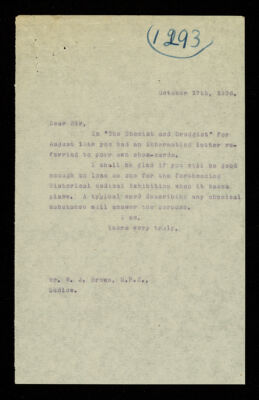 1293
October 17th,
Dear Sir,
In "The Chemist and Druggist" for
August last you had an interesting letter re-
ferring to your own show-cards.
I shall be glad if you will be good
enough to loan me one for the forthcoming
Historical Medical Exhibition when it takes
place. A typical card describing any chemical
substance will answer the purpose.
I am,
Yours very truly,
Mr. Brown,
Ludlow.